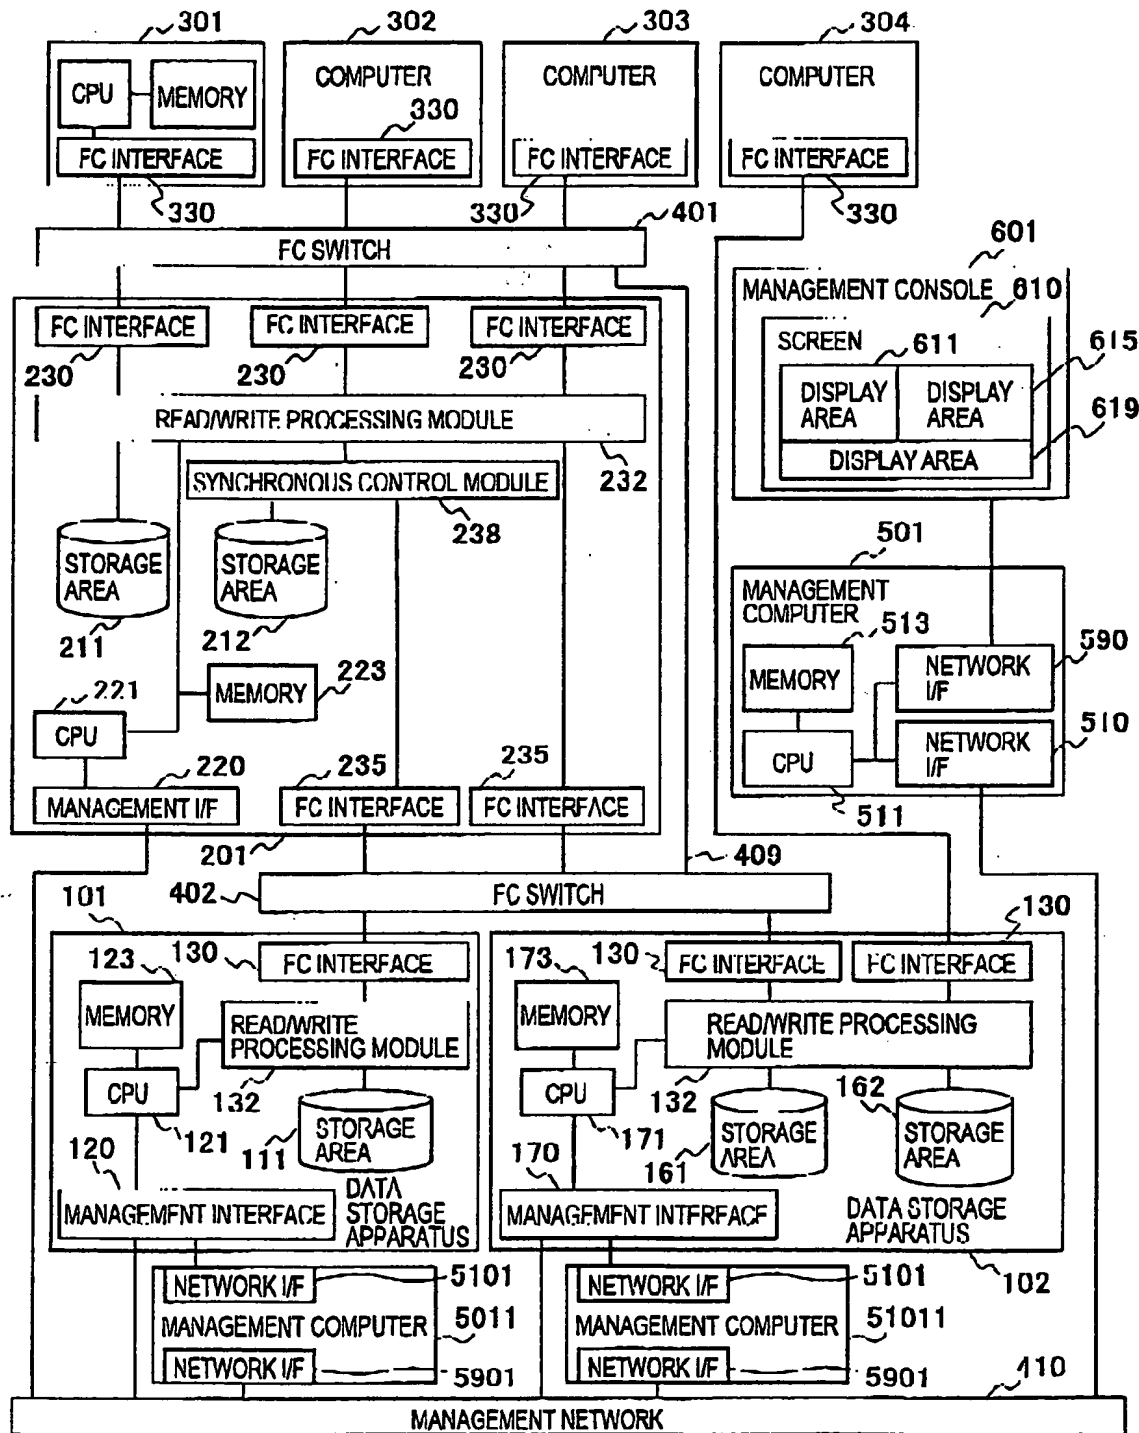 301
302
303
304
CPU
MEMORY
COMPUTER
COMPUTER
COMPUTER
330
FC INTERFACE
FC INTERFACE
FC INTERFACE
FC INTERFACE
330
330
330
401
FC SWITCH
601
MANAGEMENT CONSOLE
610
FC INTERFACE
FC INTERFACE
FC INTERFACE
SCREEN
611
615
230
230
230
DISPLAY
AREA
DISPLAY
AREA
619
READ/WRITE PROCESSING MODULE
DISPLAY AREA
232
SYNCHRONOUS CONTROL MODULE
238
STORAGE
AREA
STORAGE
AREA
501
MANAGEMENT
COMPUTER
211
212
513
590
MEMORY
NETWORK
I/F
221
MEMORY
223
CPU
CPU
NETWORK
I/F
510
220
235
235
MANAGEMENT I/F
FC INTERFACE
FC INTERFACE
511
201
409
101
402
FC SWITCH
130
123
130
FC INTERFACE
173
130
FC INTERFACE
FC INTERFACE
MEMORY
READ/WRITE
PROCESSING MODULE
MEMORY
READ/WRITE PROCESSING
MODULE
CPU
132
CPU
132
162
121
111
STORAGE
AREA
171
161
STORAGE
AREA
STORAGE
AREA
120
170
MANAGEMENT INTERFACE
DATA
STORAGE
APPARATUS
MANAGEMENT INTERFACE
DATA STORAGE
APPARATUS
102
NETWORK I/F
5101
NETWORK I/F
5101
MANAGEMENT COMPUTER
5011
MANAGEMENT COMPUTER
51011
NETWORK I/F
5901
NETWORK I/F
5901
410
MANAGEMENT NETWORK